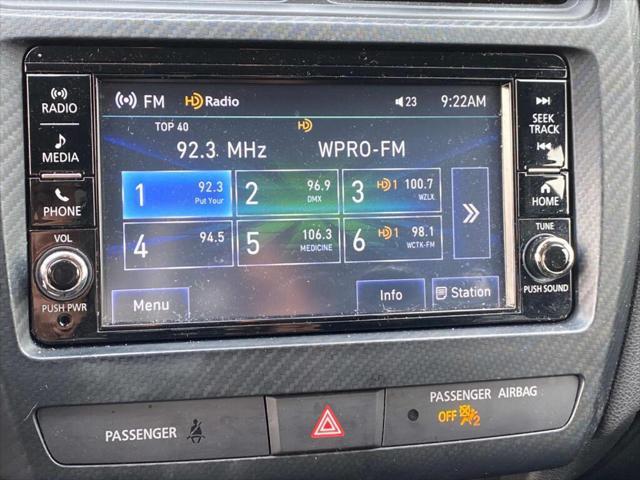 RADIO
MEDIA
PHONE
VOL
PUSH PWR
FM HD Radio 23 9:22AM
TOP 40 HD
92.3 MHz WPRO-FM
1 92.3
Put Your
2 96.9
DMX
3 HD1 100.7
WZLX
4 94.5
5 106.3
MEDICINE
6 HD1 98.1
WCTK-FM
Menu Info Station
SEEK
TRACK
HOME
TUNE
PUSH SOUND
PASSENGER
PASSENGER AIRBAG
OFF 2